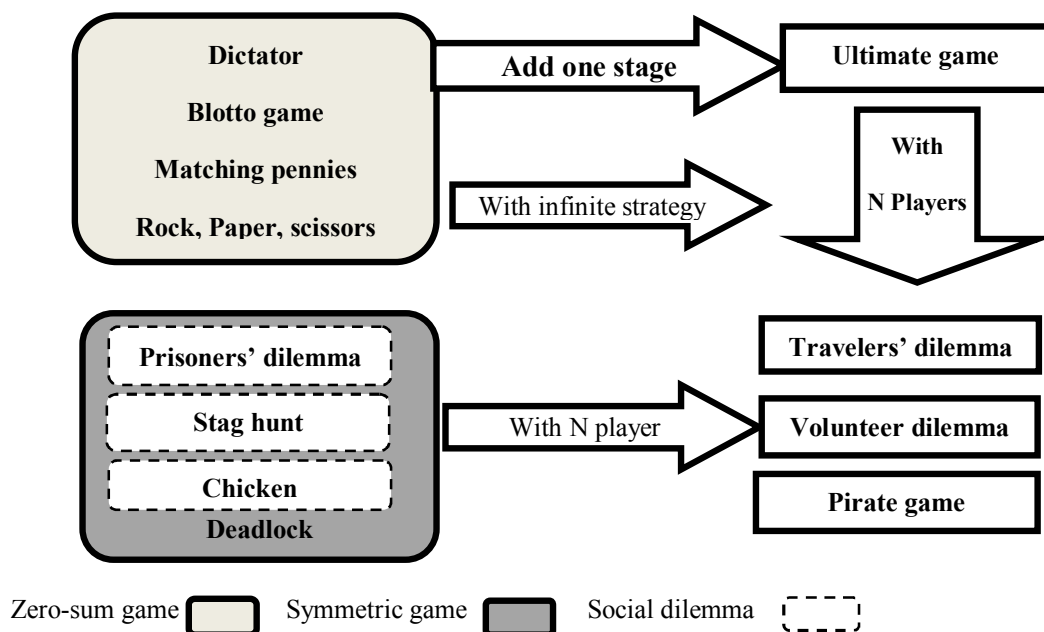 Dictator
Blotto game
Matching pennies
Rock, Paper, scissors
Add one stage
Ultimate game
With
N Players
With infinite strategy
Prisoners’ dilemma
Stag hunt
Chicken
Deadlock
With N player
Travelers’ dilemma
Volunteer dilemma
Pirate game
Zero-sum game
Symmetric game
Social dilemma